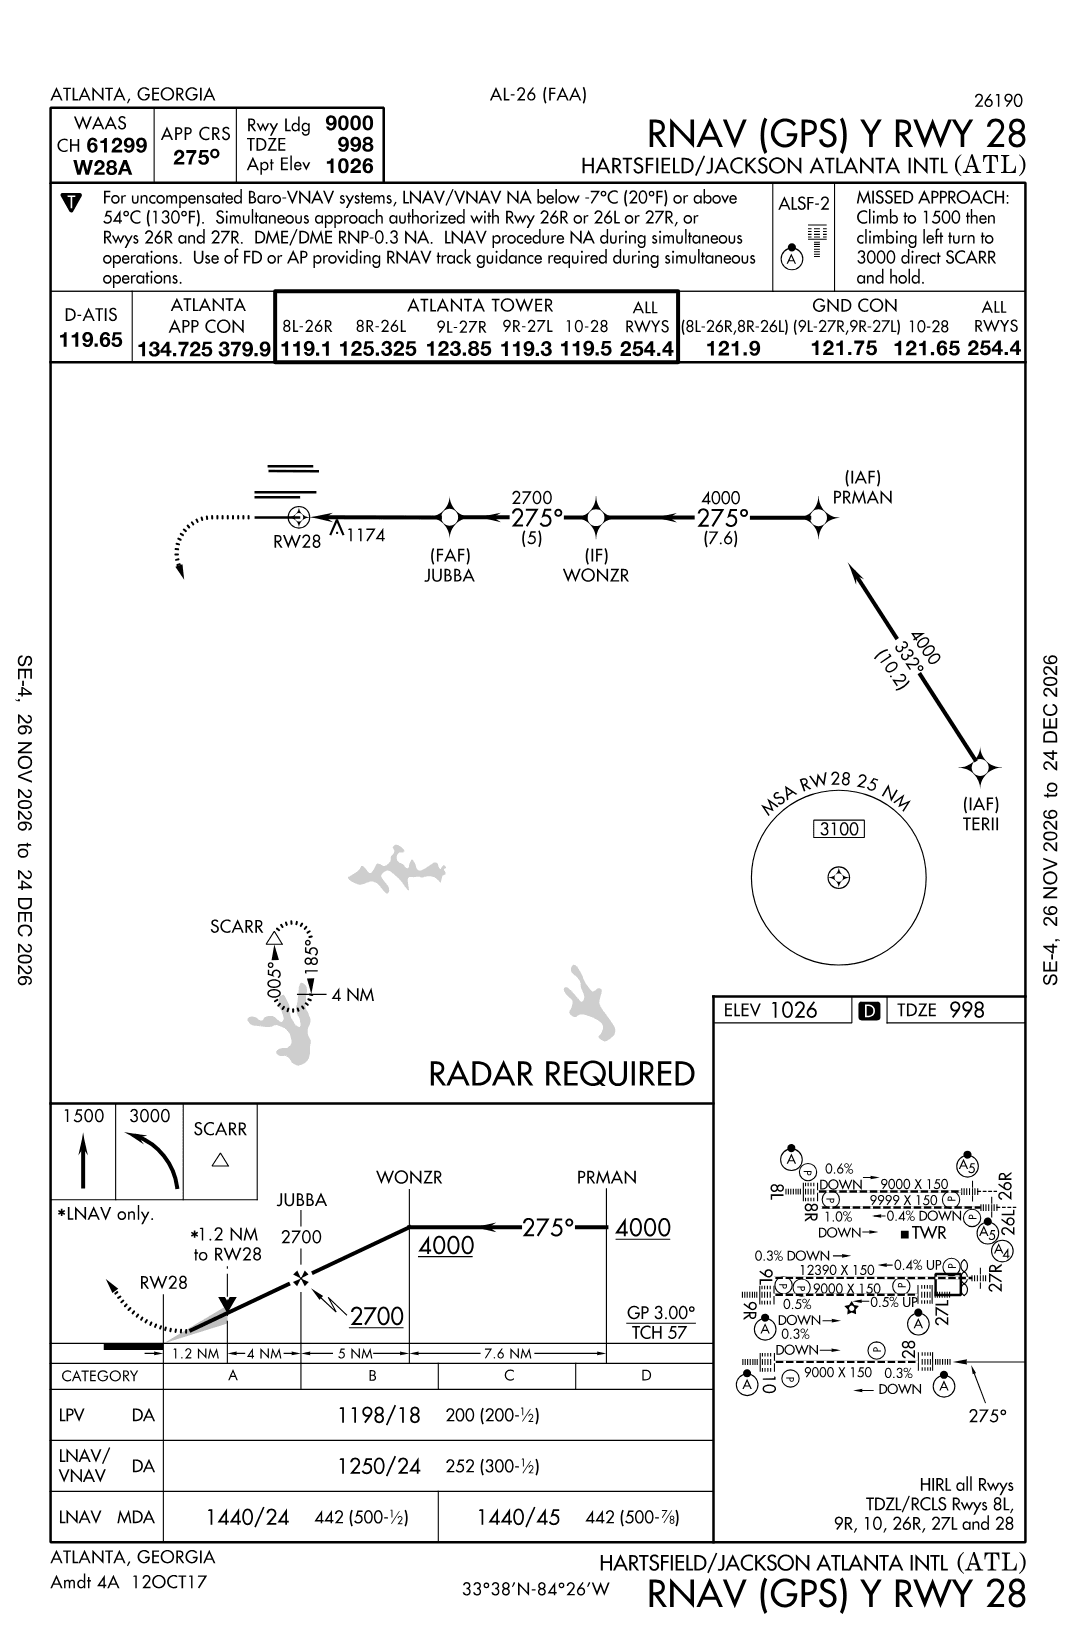 ATLANTA, GEORGIA
AL-26 (FAA)
26190
WAAS
CH 61299
W28A
APP CRS
275°
Rwy Ldg 9000
TDZE 998
Apt Elev 1026
RNAV (GPS) Y RWY 28
HARTSFIELD/JACKSON ATLANTA INTL (ATL)
T
For uncompensated Baro-VNAV systems, LNAV/VNAV NA below -7°C (20°F) or above
54°C (130°F). Simultaneous approach authorized with Rwy 26R or 26L or 27R, or
Rwys 26R and 27R. DME/DME RNP-0.3 NA. LNAV procedure NA during simultaneous
operations. Use of FD or AP providing RNAV track guidance required during simultaneous
operations.
ALSF-2
A
MISSED APPROACH:
Climb to 1500 then
climbing left turn to
3000 direct SCARR
and hold.
D-ATIS
119.65
ATLANTA
APP CON
134.725 379.9
ATLANTA TOWER
8L-26R 8R-26L 9L-27R 9R-27L 10-28 ALL RWYS
119.1 125.325 123.85 119.3 119.5 254.4
GND CON
(8L-26R,8R-26L) (9L-27R,9R-27L) 10-28 ALL RWYS
121.9 121.75 121.65 254.4
(IAF)
PRMAN
2700
275°
(5)
4000
275°
(7.6)
RW28
1174
(FAF)
JUBBA
(IF)
WONZR
4000
332°
(10.2)
(IAF)
TERII
MSA RW28 25 NM
3100
SCARR
005°
185°
4 NM
RADAR REQUIRED
SE-4, 26 NOV 2026 to 24 DEC 2026
SE-4, 26 NOV 2026 to 24 DEC 2026
ELEV 1026
D
TDZE 998
A
P
0.6%
DOWN
9000 X 150
A5
26R
8L
8R
P
9999 X 150
P
26L
1.0%
DOWN
0.4% DOWN
P
A5
TWR
A4
0.3% DOWN
12390 X 150
0.4% UP
P
27R
9L
P
P
9000 X 150
P
9R
0.5%
DOWN
0.5% UP
27L
A
A
0.3%
DOWN
P
28
10
P
9000 X 150
0.3%
DOWN
A
A
275°
HIRL all Rwys
TDZL/RCLS Rwys 8L,
9R, 10, 26R, 27L and 28
1500
3000
SCARR
*LNAV only.
*1.2 NM
to RW28
RW28
JUBBA
2700
WONZR
PRMAN
275°
4000
4000
2700
GP 3.00°
TCH 57
1.2 NM
4 NM
5 NM
7.6 NM
CATEGORY A B C D
LPV DA 1198/18 200 (200-½)
LNAV/
VNAV DA 1250/24 252 (300-½)
LNAV MDA 1440/24 442 (500-½) 1440/45 442 (500-⅞)
ATLANTA, GEORGIA
Amdt 4A 12OCT17
33°38'N-84°26'W
HARTSFIELD/JACKSON ATLANTA INTL (ATL)
RNAV (GPS) Y RWY 28